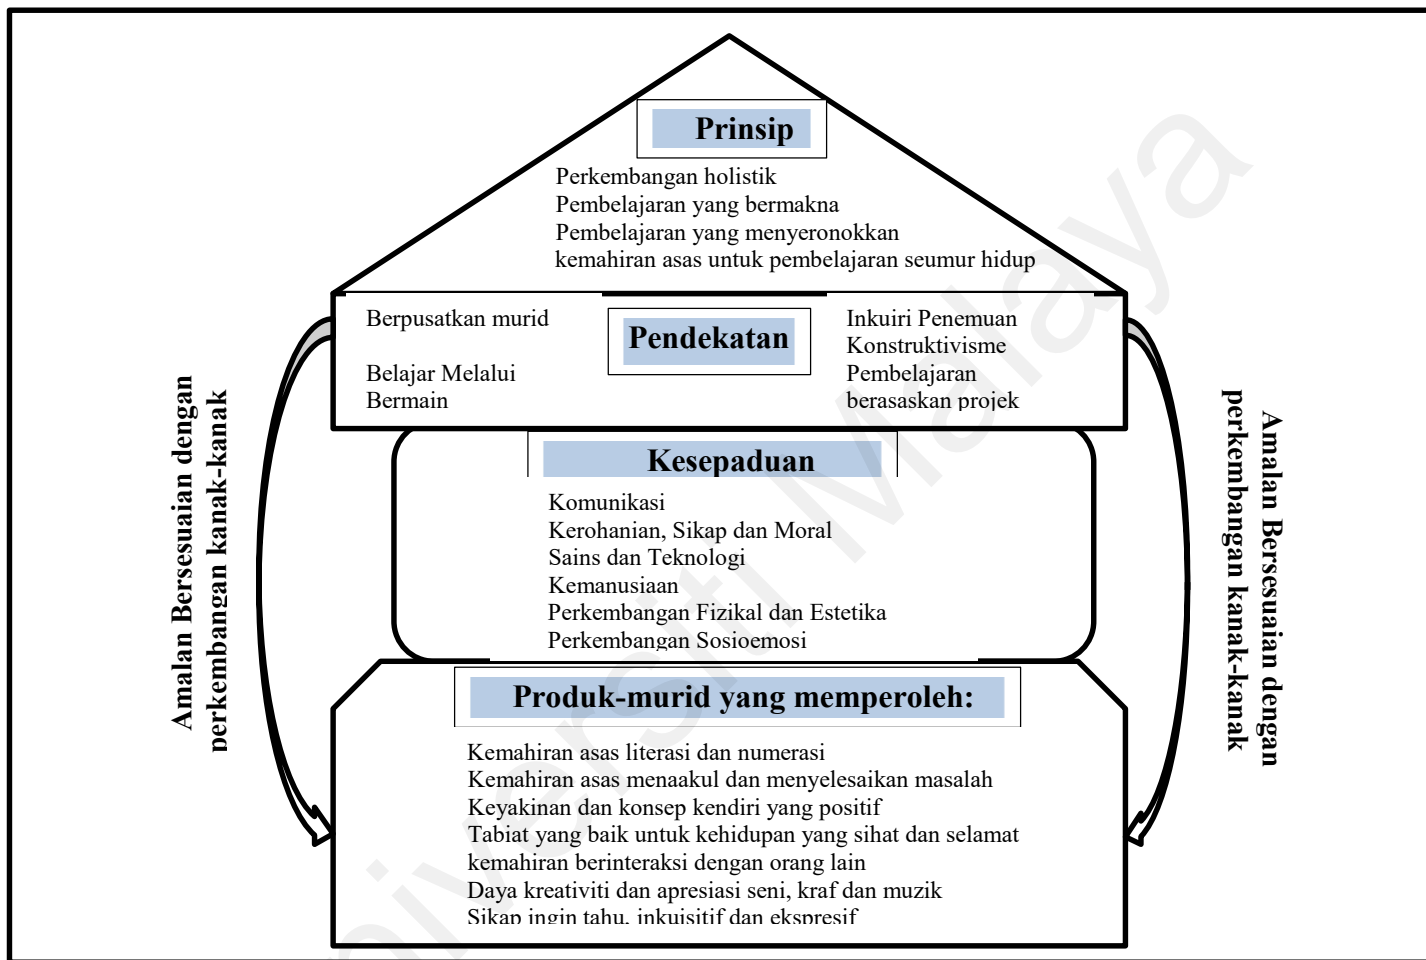 Prinsip
Perkembangan holistik
Pembelajaran yang bermakna
Pembelajaran yang menyeronokkan
kemahiran asas untuk pembelajaran seumur hidup
Berpusatkan murid
Belajar Melalui
Bermain
Pendekatan
Inkuiri Penemuan
Konstruktivisme
Pembelajaran
berasaskan projek
Amalan Bersesuaian dengan
perkembangan kanak-kanak
Kesepaduan
Komunikasi
Kerohanian, Sikap dan Moral
Sains dan Teknologi
Kemanusiaan
Perkembangan Fizikal dan Estetika
Perkembangan Sosioemosi
Amalan Bersesuaian dengan
perkembangan kanak-kanak
Produk-murid yang memperoleh:
Kemahiran asas literasi dan numerasi
Kemahiran asas menaakul dan menyelesaikan masalah
Keyakinan dan konsep kendiri yang positif
Tabiat yang baik untuk kehidupan yang sihat dan selamat
kemahiran berinteraksi dengan orang lain
Daya kreativiti dan apresiasi seni, kraf dan muzik
Sikap ingin tahu, inkuisitif dan ekspresif
niversiti Malaya